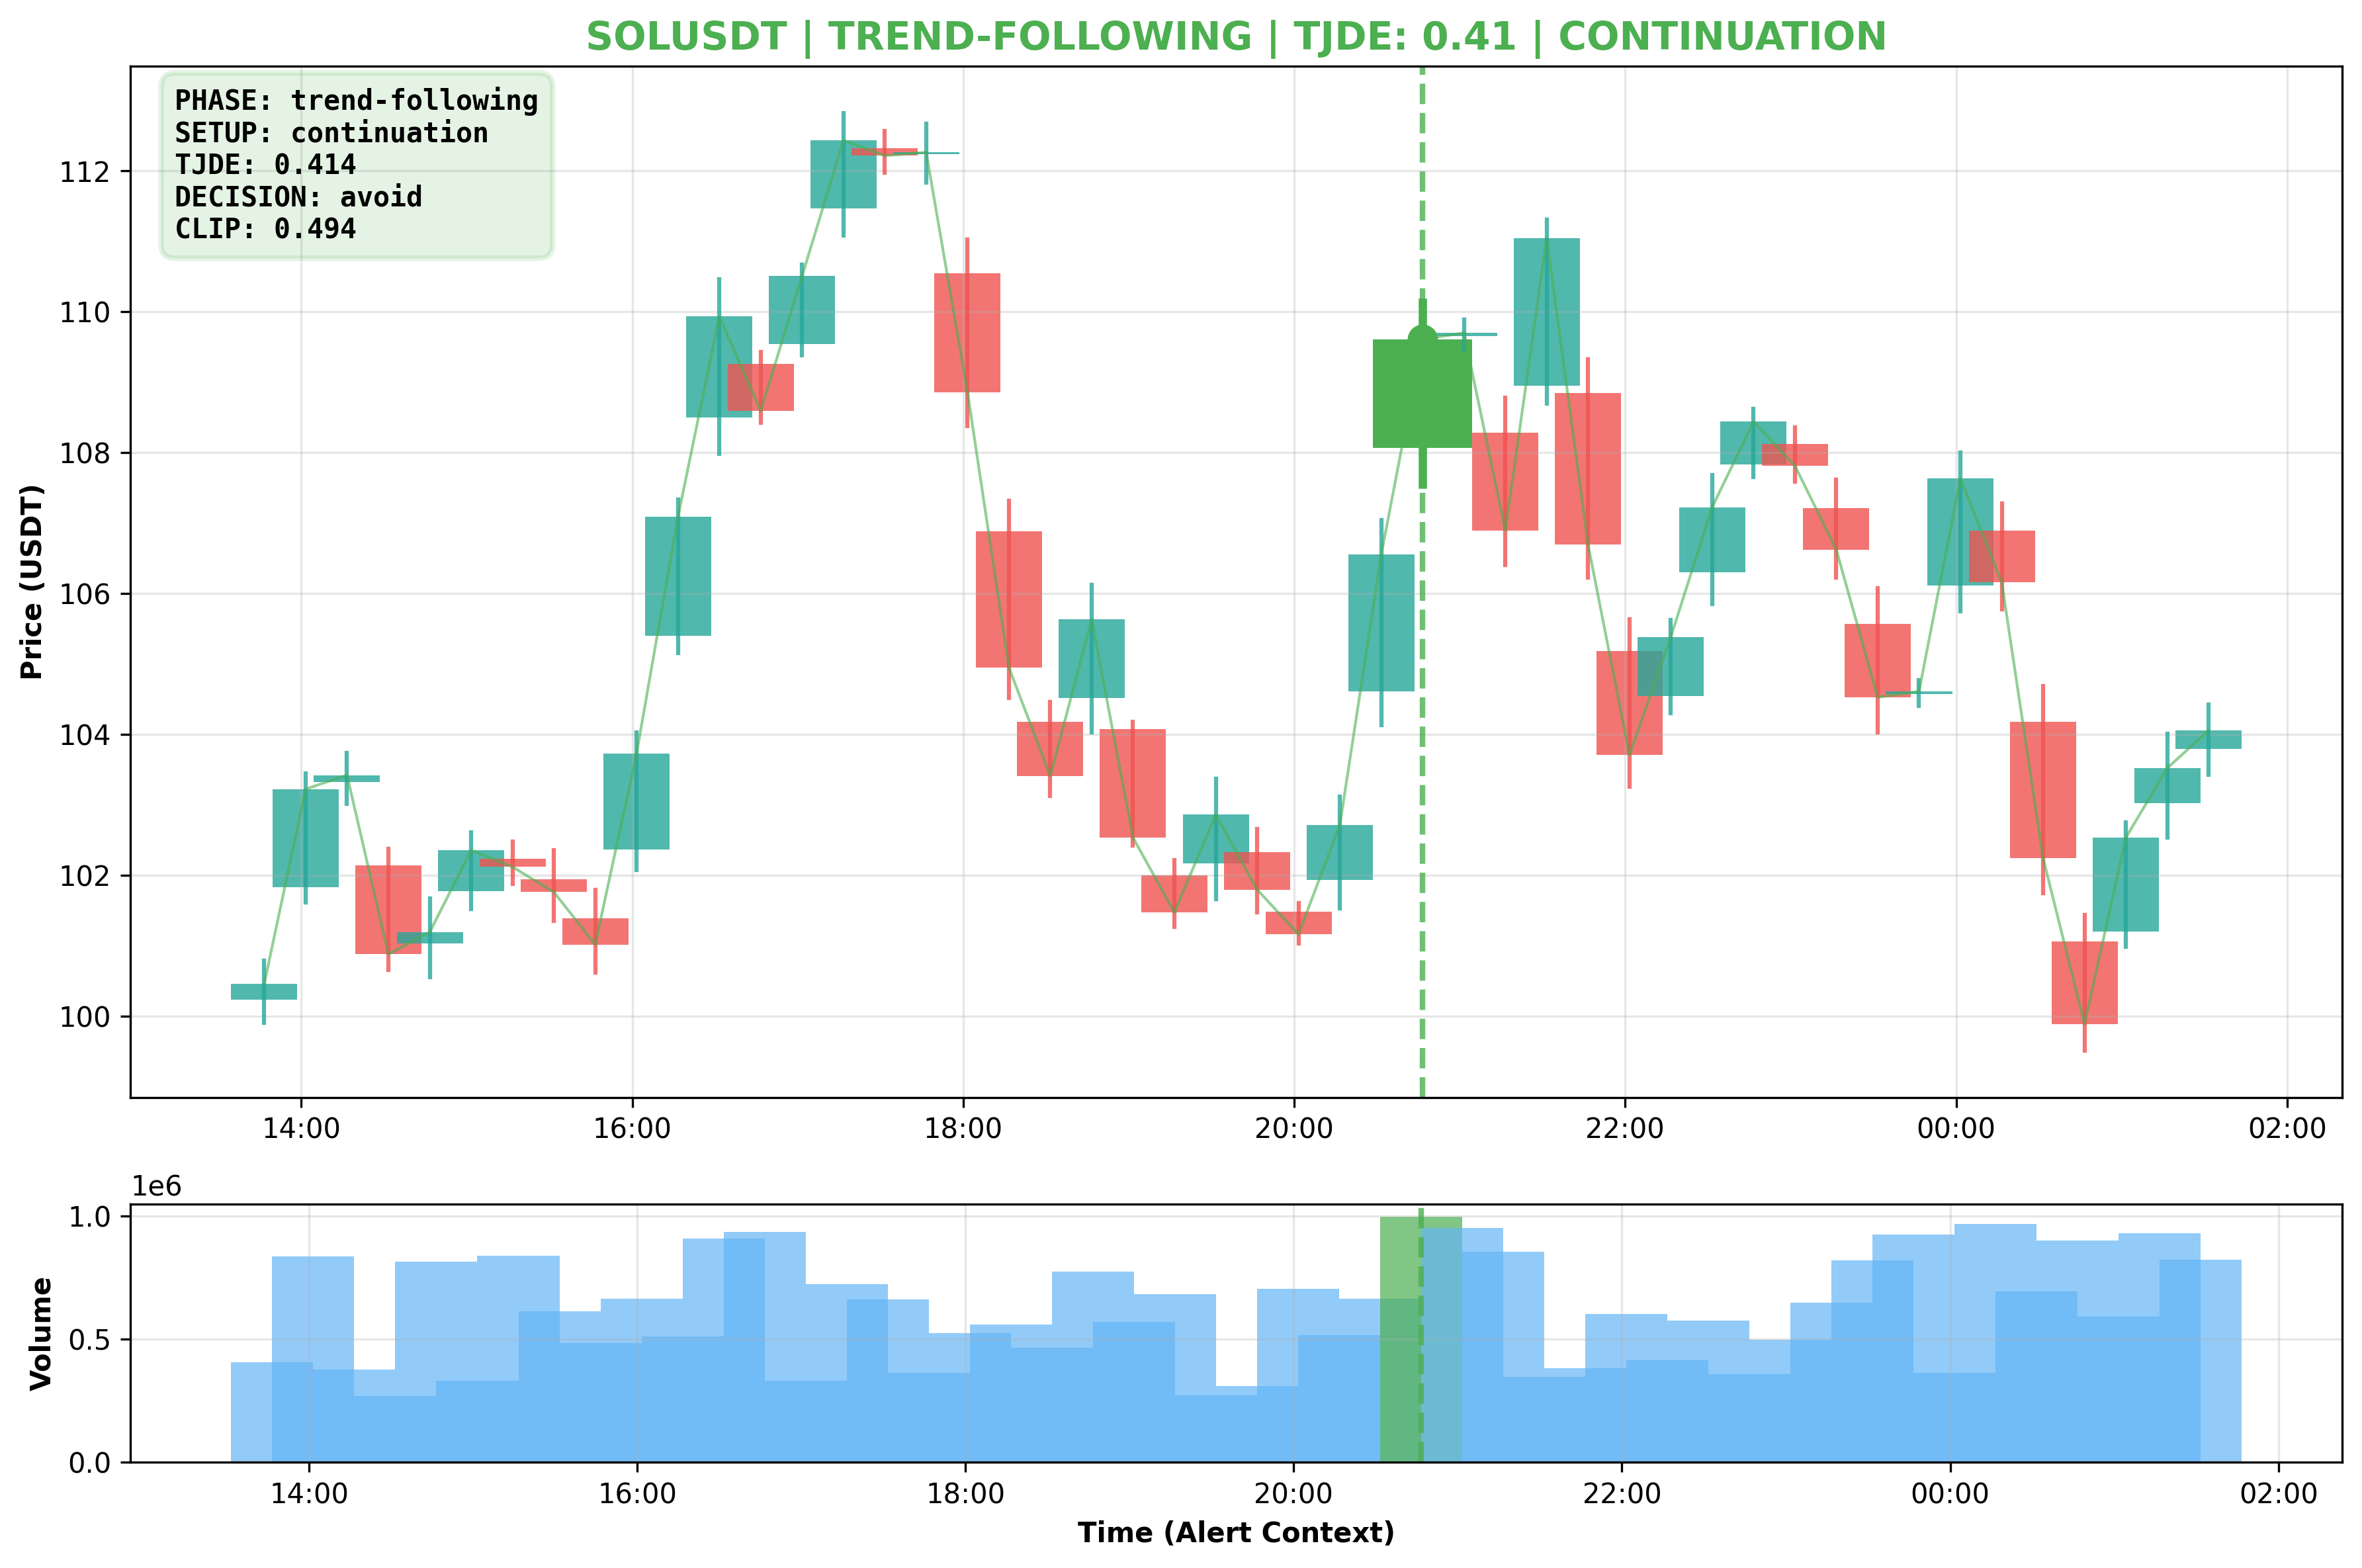 SOLUSDT | TREND-FOLLOWING | TJDE: 0.41 | CONTINUATION
PHASE: trend-following
SETUP: continuation
TJDE: 0.414
DECISION: avoid
CLIP: 0.494
Price (USDT)
112
110
108
106
104
102
100
14:00 16:00 18:00 20:00 22:00 00:00 02:00
1e6
Volume
1.0
0.5
0.0
14:00 16:00 18:00 20:00 22:00 00:00 02:00
Time (Alert Context)